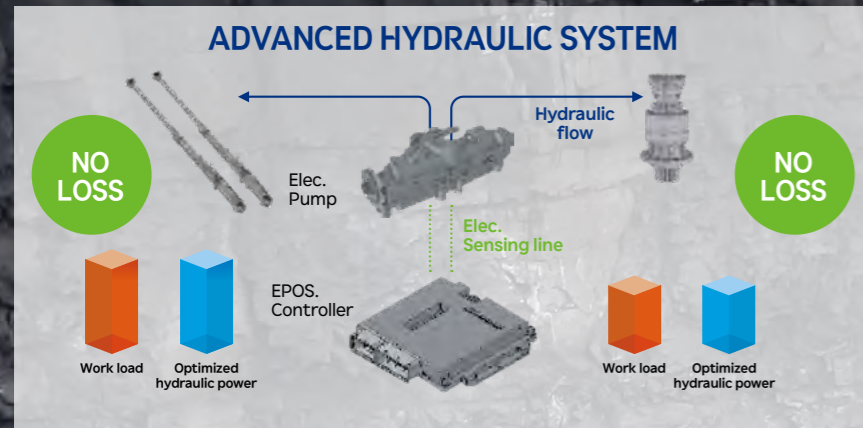 ADVANCED HYDRAULIC SYSTEM
NO
LOSS
Elec.
Pump
Hydraulic
flow
NO
LOSS
Elec.
Sensing line
EPOS.
Controller
Work load
Optimized
hydraulic power
Work load
Optimized
hydraulic power